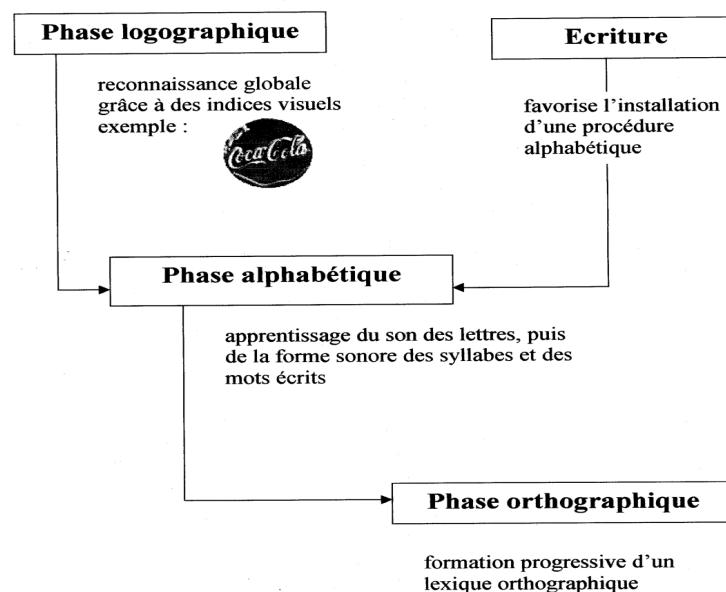 Phase logographique
Ecriture
reconnaissance globale
grâce à des indices visuels
exemple :
Coca-Cola
favorise l'installation
d'une procédure
alphabétique
Phase alphabétique
apprentissage du son des lettres, puis
de la forme sonore des syllabes et des
mots écrits
Phase orthographique
formation progressive d'un
lexique orthographique